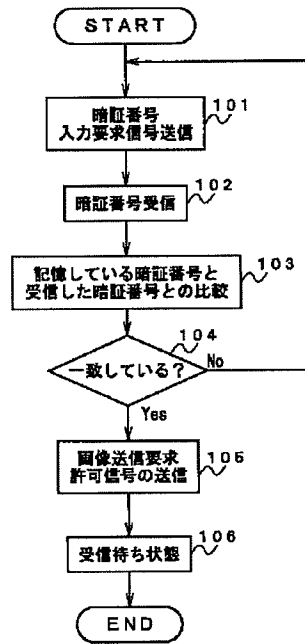 START
暗証番号
入力要求信号送信
101
暗証番号受信
102
記憶している暗証番号と
受信した暗証番号との比較
103
一致している？
104
No
Yes
画像送信要求
許可信号の送信
105
受信待ち状態
106
END